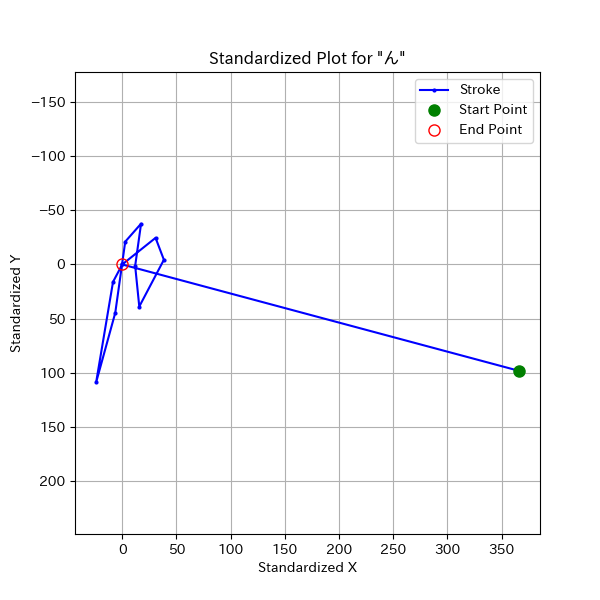 Standardized Plot for "ん"
Stroke
Start Point
End Point
−150
−100
−50
0
50
100
150
200
Standardized Y
0
50
100
150
200
250
300
350
Standardized X